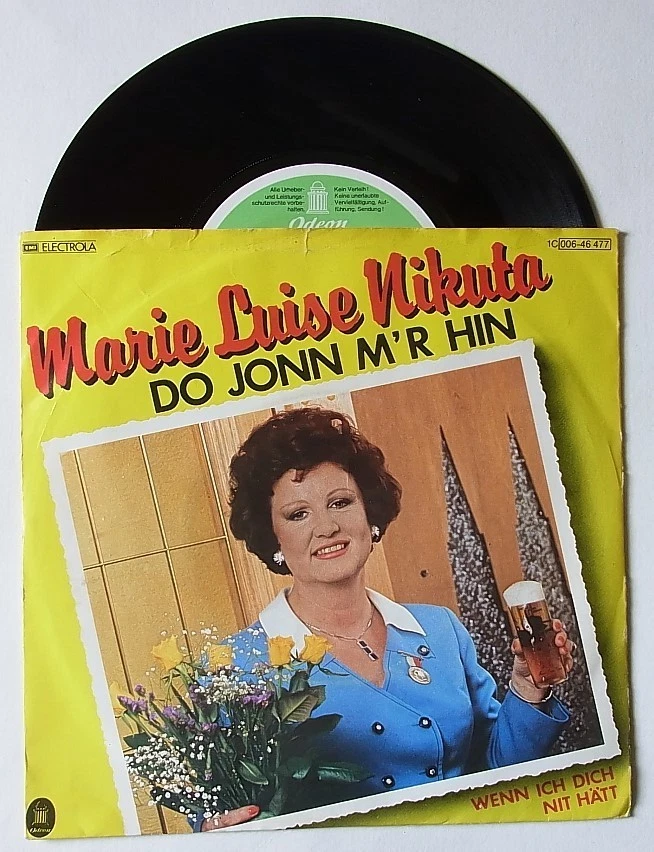 Alle Urheber-
und Leistungs-
schutzrechte vorbe-
halten.
Kein Verleih!
Keine unerlaubte
Vervielfältigung, Auf-
führung, Sendung!
Odeon
EMI ELECTROLA
1C 006-46 477
Marie Luise Nikuta
DO JONN M'R HIN
WENN ICH DICH
NIT HÄTT
Odeon